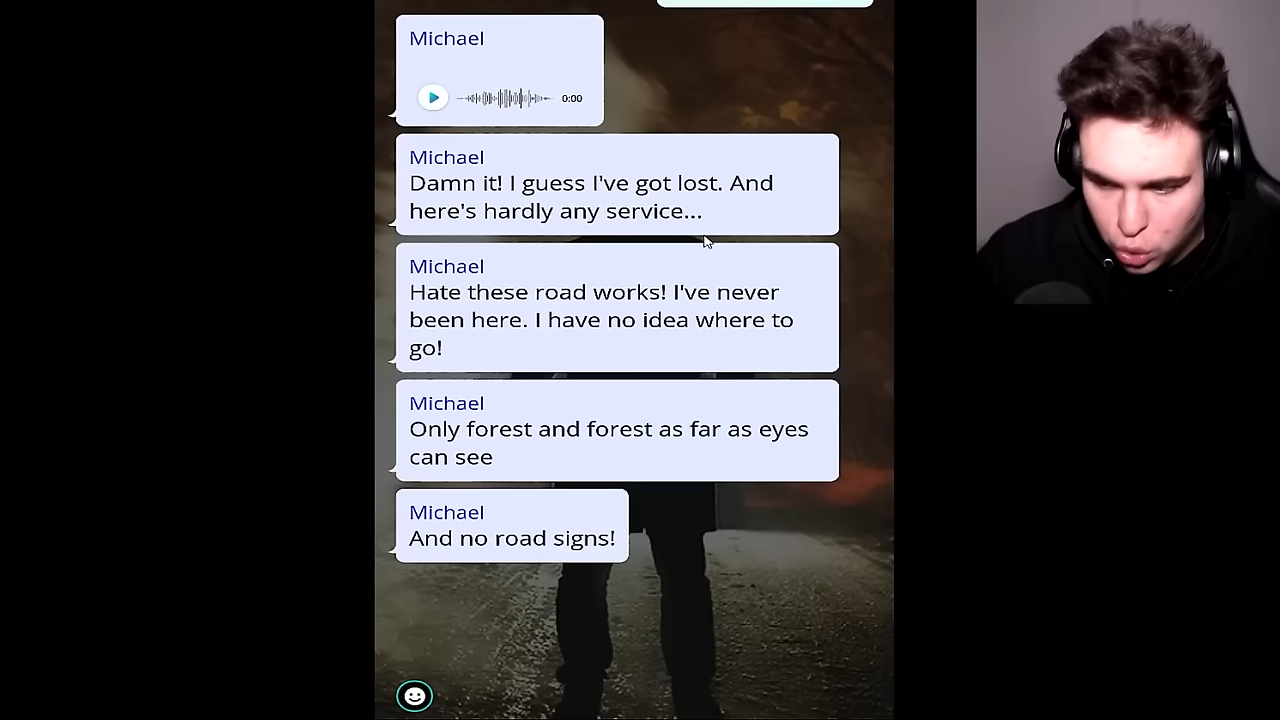 Michael
0:00
Michael
Damn it! I guess I've got lost. And
here's hardly any service...
Michael
Hate these road works! I've never
been here. I have no idea where to
go!
Michael
Only forest and forest as far as eyes
can see
Michael
And no road signs!